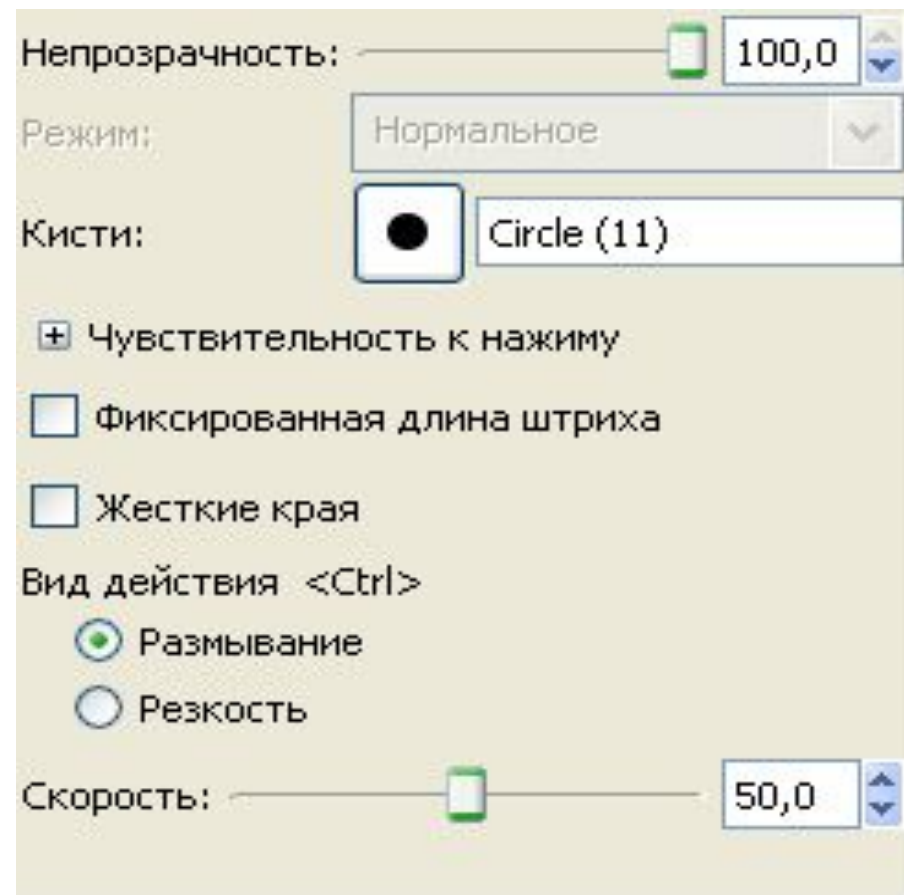 Непрозрачность: 100,0
Режим: Нормальное
Кисти: Circle (11)
Чувствительность к нажиму
Фиксированная длина штриха
Жесткие края
Вид действия <Ctrl>
Размывание
Резкость
Скорость: 50,0